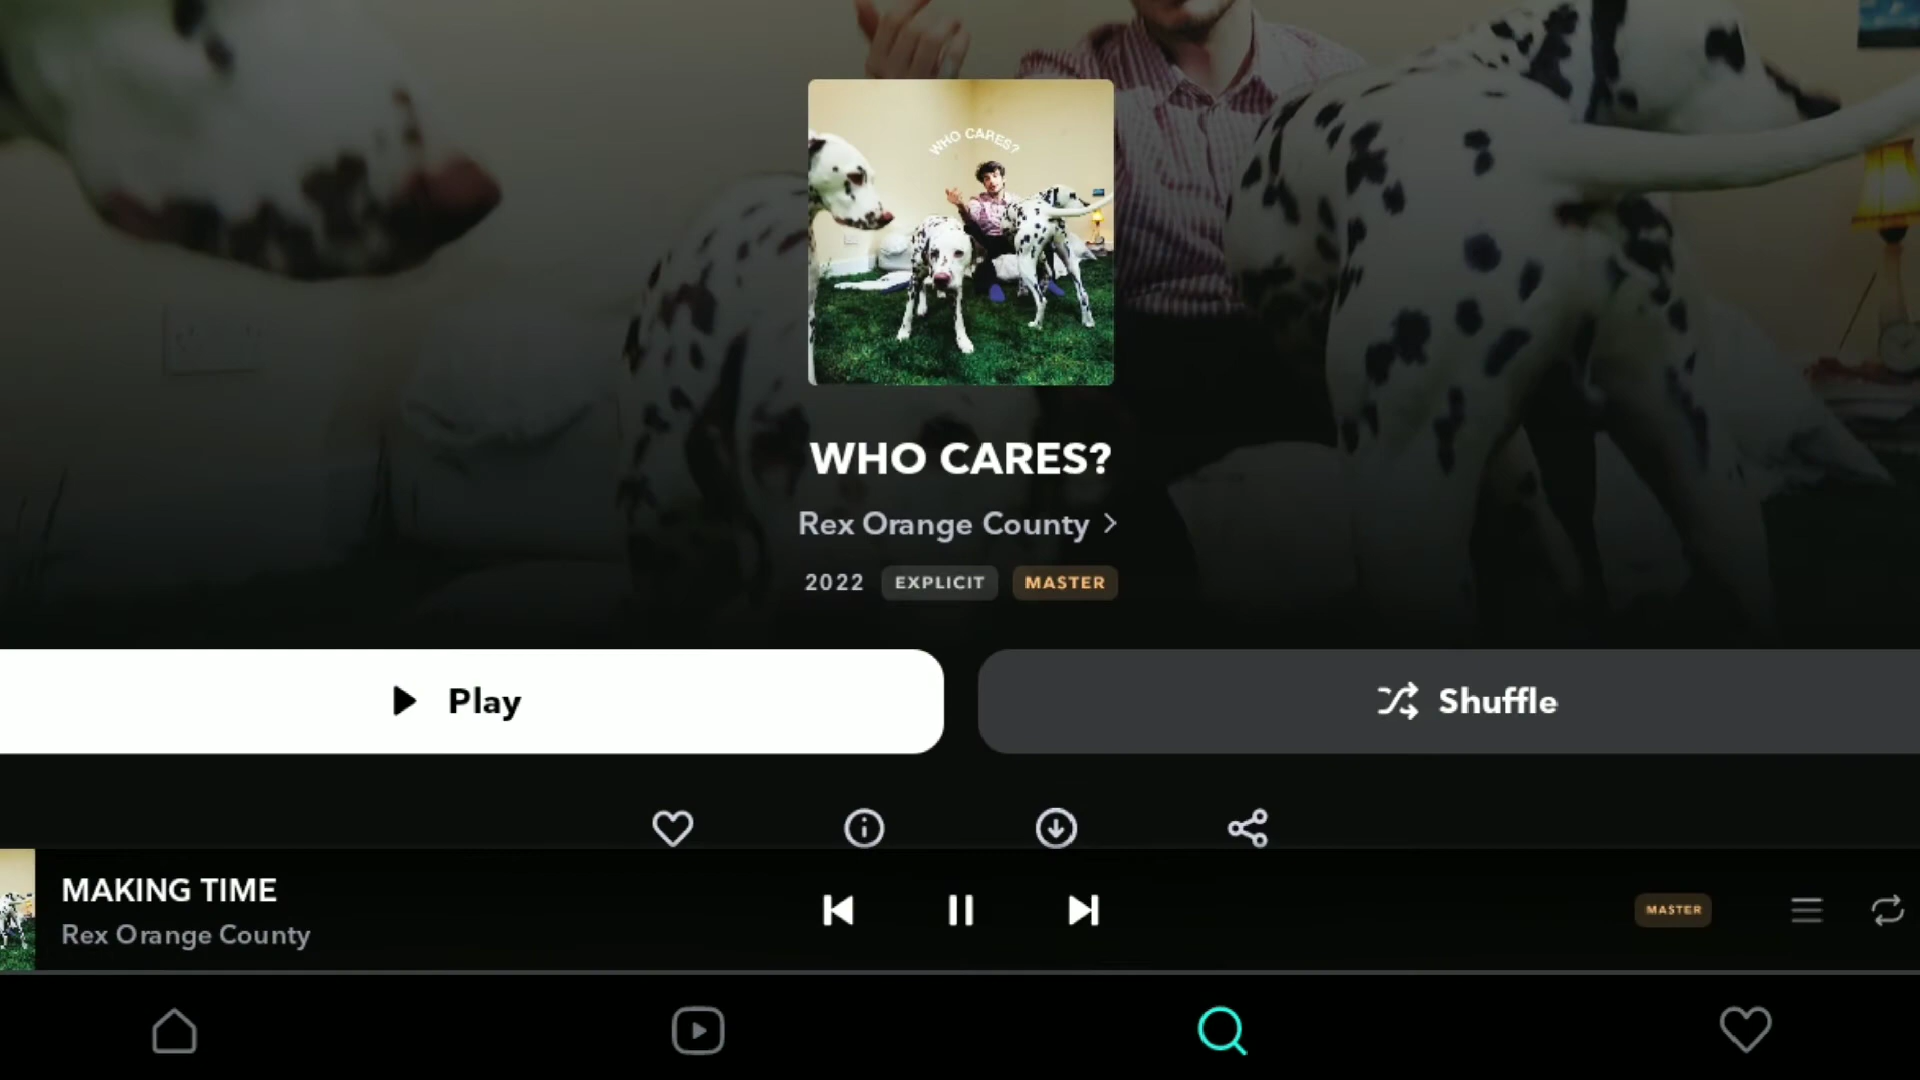 WHO CARES?
WHO CARES?
Rex Orange County
2022 EXPLICIT MASTER
Play
Shuffle
MAKING TIME
Rex Orange County
MASTER